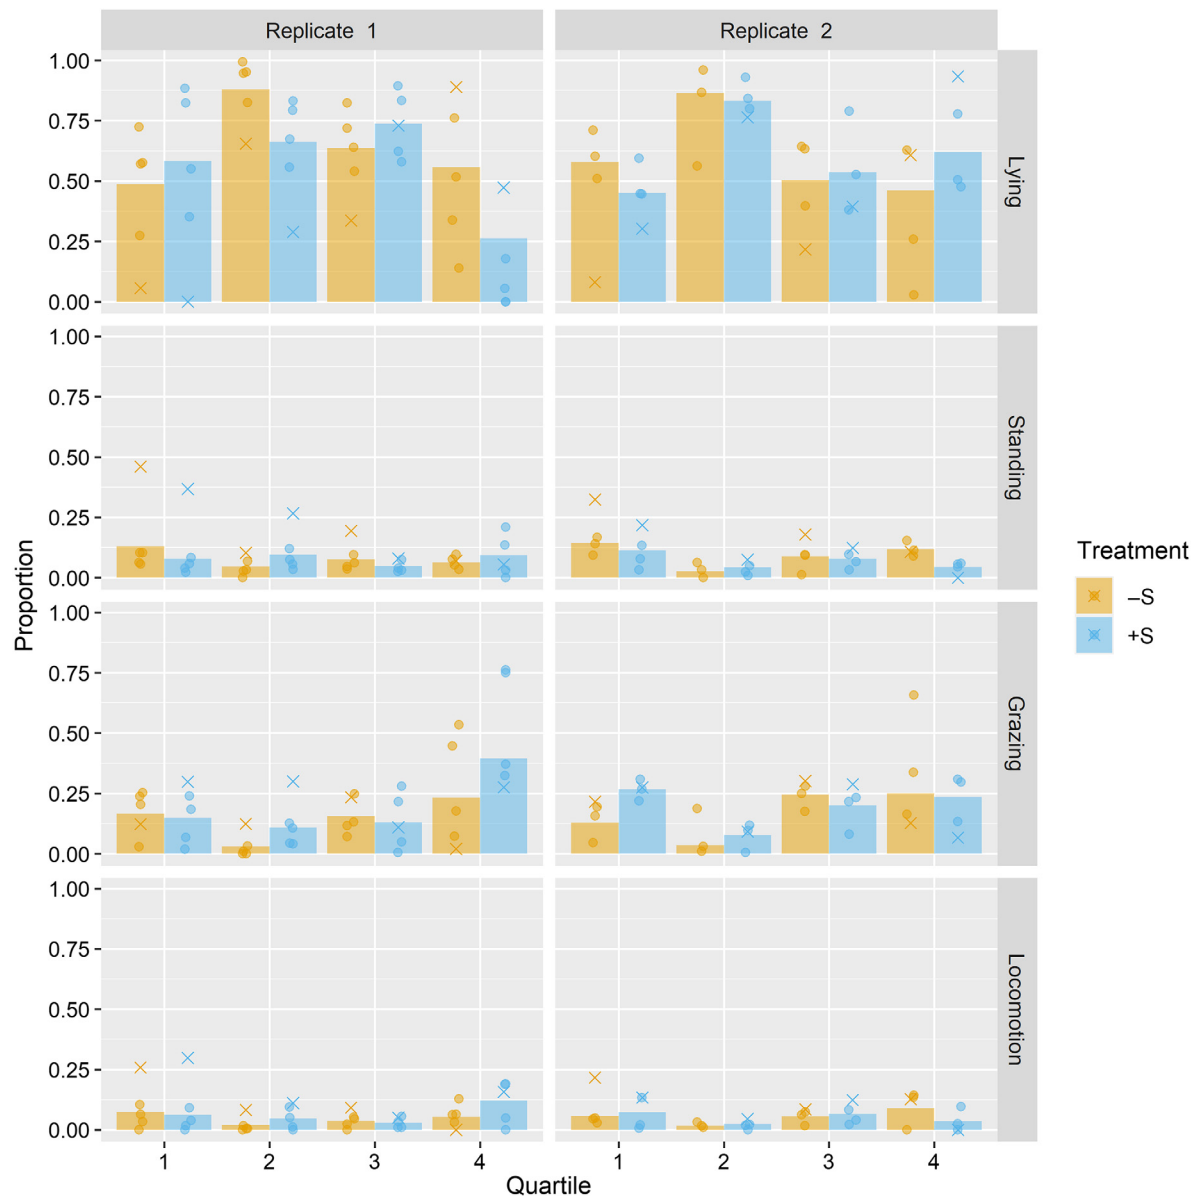 Replicate 1
Replicate 2
1.00
0.75
0.50
0.25
0.00
Lying
1.00
0.75
0.50
0.25
0.00
Standing
1.00
0.75
0.50
0.25
0.00
Grazing
1.00
0.75
0.50
0.25
0.00
Locomotion
Proportion
1 2 3 4
1 2 3 4
Quartile
Treatment
–S
+S